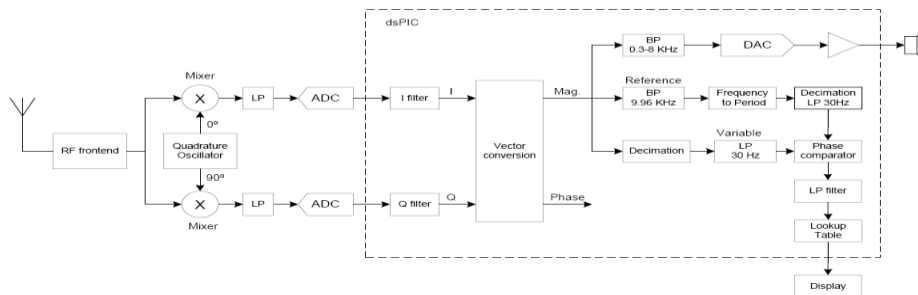 dsPIC
BP
0.3-8 KHz
DAC
Mixer
X
LP
ADC
I filter
I
Mag.
Reference
BP
9.96 KHz
Frequency
to Period
Decimation
LP 30Hz
0º
RF frontend
Quadrature
Oscillator
90º
Vector
conversion
Variable
Decimation
LP
30 Hz
Phase
comparator
X
Mixer
LP
ADC
Q filter
Q
Phase
LP filter
Lookup
Table
Display